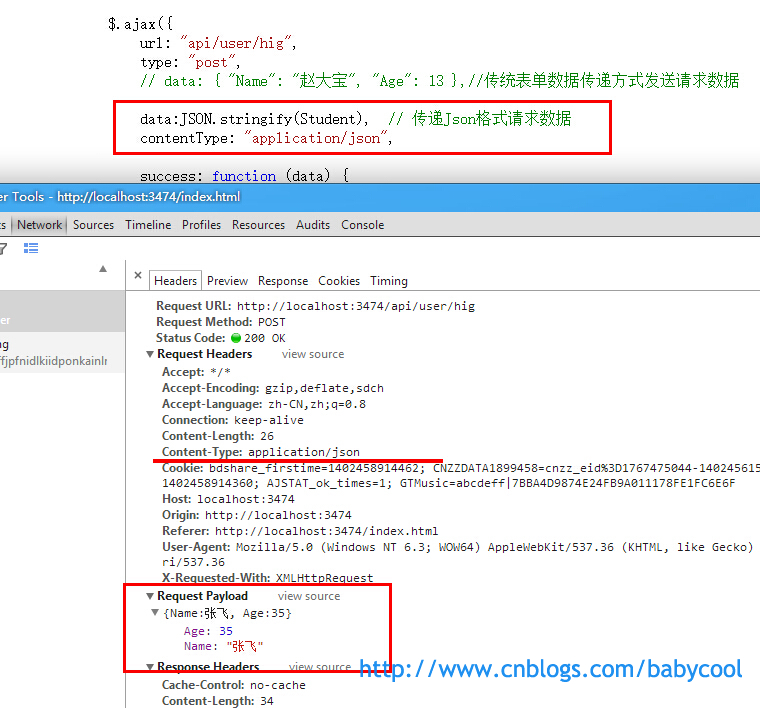 $.ajax({
url: "api/user/hig",
type: "post",
// data: { "Name": "赵大宝", "Age": 13 },//传统表单数据传递方式发送请求数据
data:JSON.stringify(Student), // 传递Json格式请求数据
contentType: "application/json",
success: function (data) {
er Tools - http://localhost:3474/index.html
ts Network Sources Timeline Profiles Resources Audits Console
× Headers Preview Response Cookies Timing
Request URL: http://localhost:3474/api/user/hig
Request Method: POST
er
Status Code: 200 OK
ng
Request Headers view source
ffjpfnidlkiidponkainlr
Accept: */*
Accept-Encoding: gzip,deflate,sdch
Accept-Language: zh-CN,zh;q=0.8
Connection: keep-alive
Content-Length: 26
Content-Type: application/json
Cookie: bdshare_firstime=1402458914462; CNZZDATA1899458=cnzz_eid%3D1767475044-140245615
1402458914360; AJSTAT_ok_times=1; GTMusic=abcdeff|7BBA4D9874E24FB9A011178FE1FC6E6F
Host: localhost:3474
Origin: http://localhost:3474
Referer: http://localhost:3474/index.html
User-Agent: Mozilla/5.0 (Windows NT 6.3; WOW64) AppleWebKit/537.36 (KHTML, like Gecko)
ri/537.36
X-Requested-With: XMLHttpRequest
Request Payload view source
{Name:张飞, Age:35}
Age: 35
Name: "张飞"
Response Headers view source
http://www.cnblogs.com/babycool
Cache-Control: no-cache
Content-Length: 34